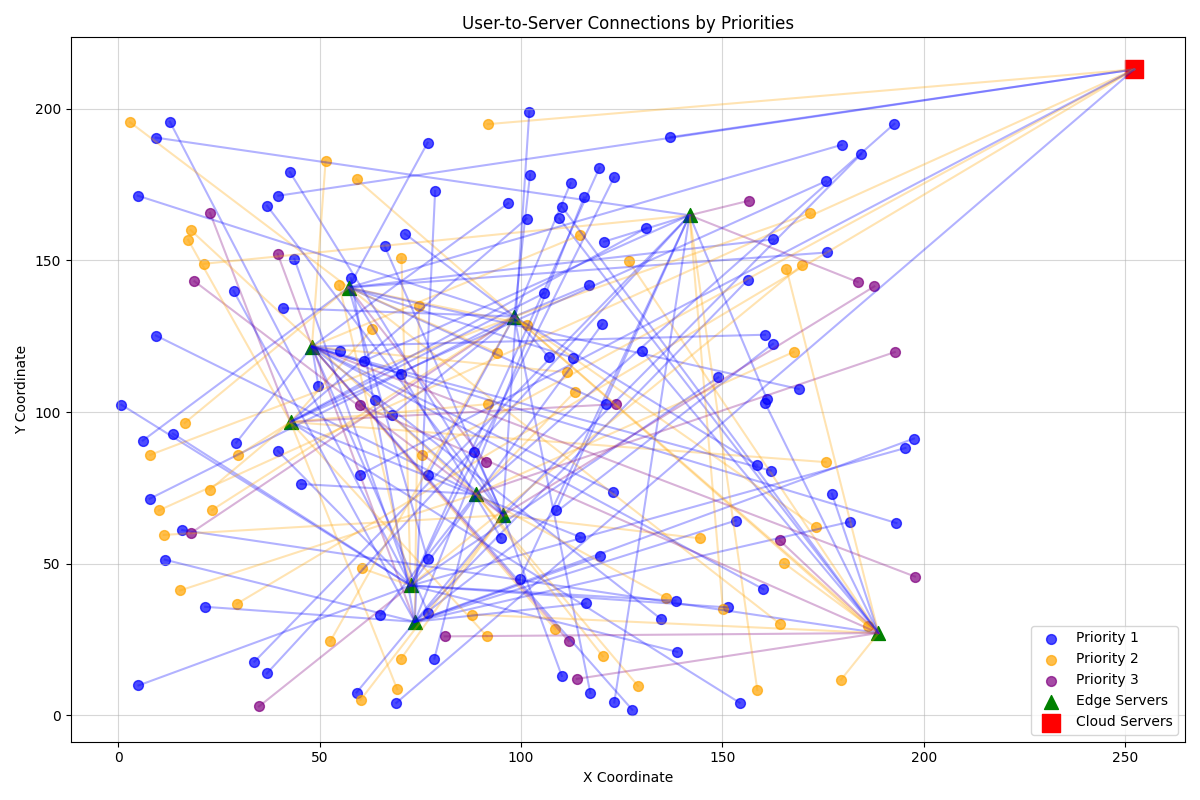 User-to-Server Connections by Priorities
Y Coordinate
200
150
100
50
0
0 50 100 150 200 250
X Coordinate
Priority 1
Priority 2
Priority 3
Edge Servers
Cloud Servers